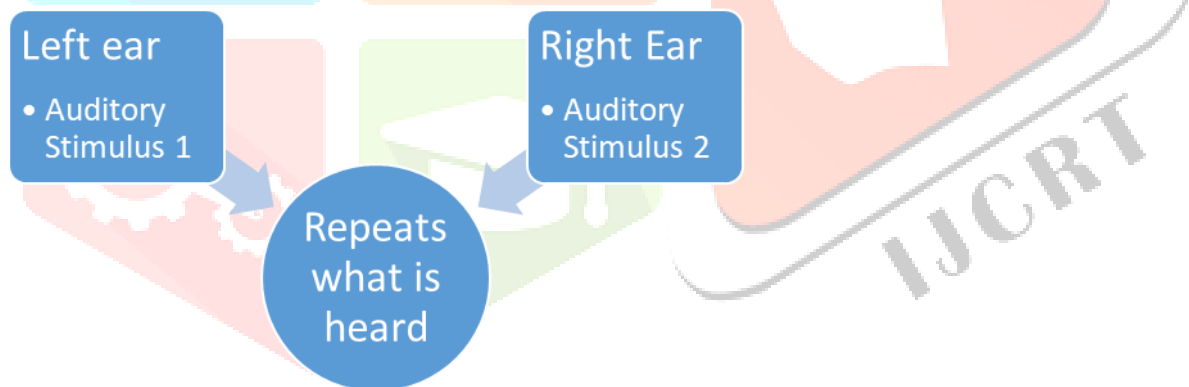 Left ear
• Auditory
Stimulus 1
Right Ear
• Auditory
Stimulus 2
Repeats
what is
heard
IJCRT